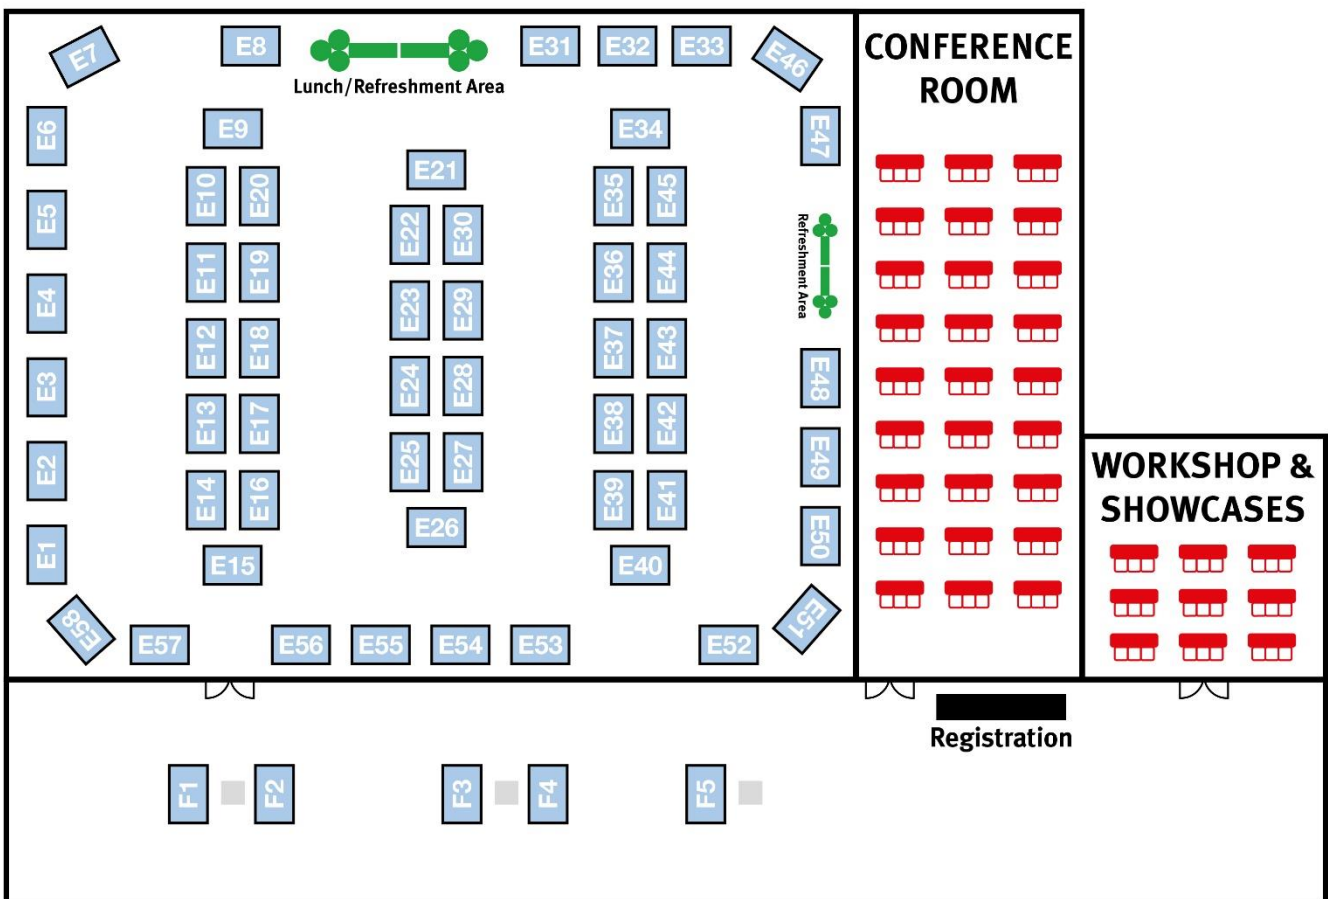 E7
E8
Lunch/Refreshment Area
E31
E32
E33
E46
CONFERENCE
ROOM
E6
E9
E34
E47
E21
E10
E20
E35
E45
E5
E22
E30
Refreshment Area
E11
E19
E36
E44
E4
E23
E29
E12
E18
E37
E43
E3
E24
E28
E48
E13
E17
E38
E42
E2
E25
E27
E49
WORKSHOP &
SHOWCASES
E14
E16
E39
E41
E26
E50
E1
E15
E40
E58
E57
E56
E55
E54
E53
E52
E51
Registration
F1
F2
F3
F4
F5